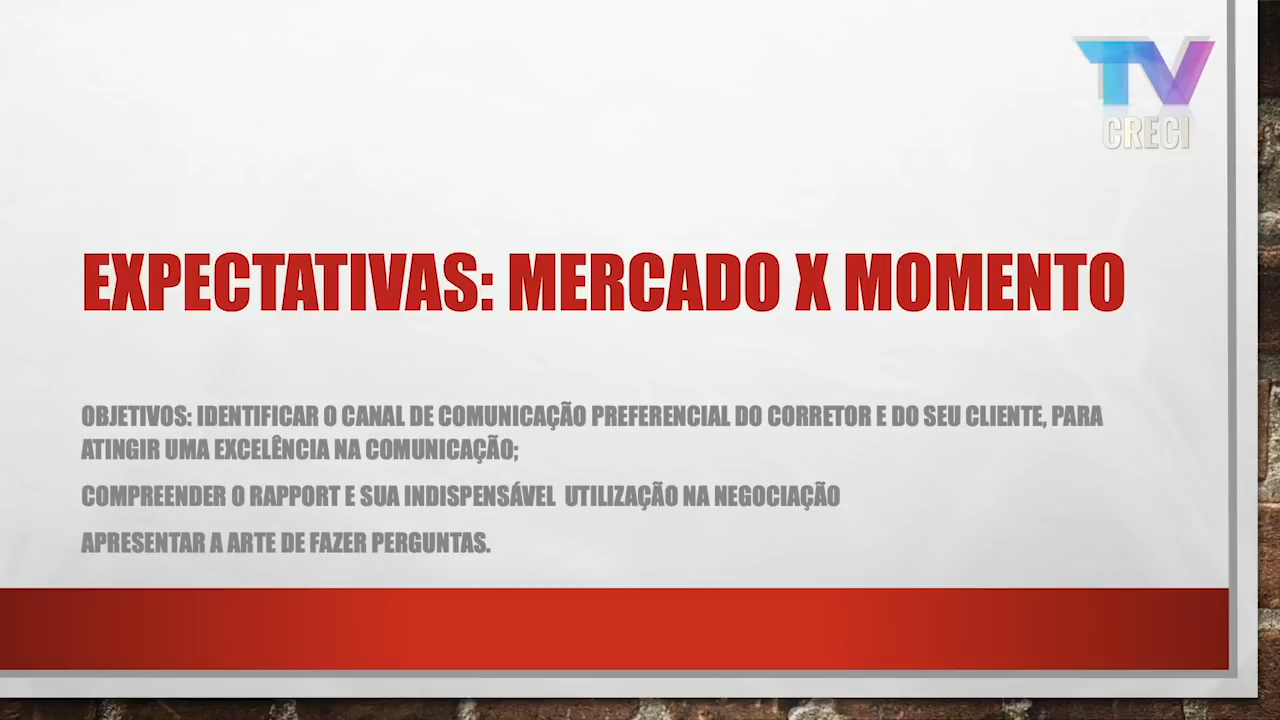 TV
CRECI
EXPECTATIVAS: MERCADO X MOMENTO
OBJETIVOS: IDENTIFICAR O CANAL DE COMUNICAÇÃO PREFERENCIAL DO CORRETOR E DO SEU CLIENTE, PARA
ATINGIR UMA EXCELÊNCIA NA COMUNICAÇÃO;
COMPREENDER O RAPPORT E SUA INDISPENSÁVEL  UTILIZAÇÃO NA NEGOCIAÇÃO
APRESENTAR A ARTE DE FAZER PERGUNTAS.